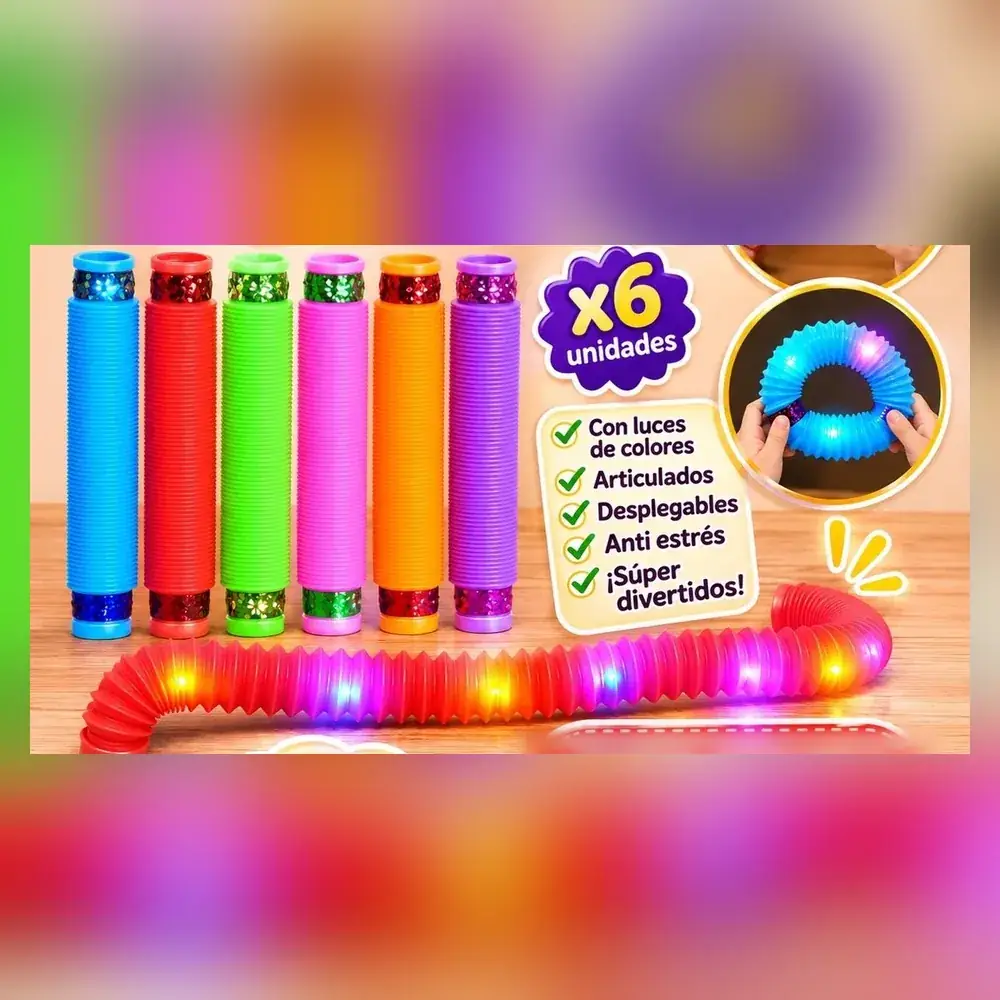 x6
unidades
Con luces
de colores
Articulados
Desplegables
Anti estrés
¡Súper
divertidos!